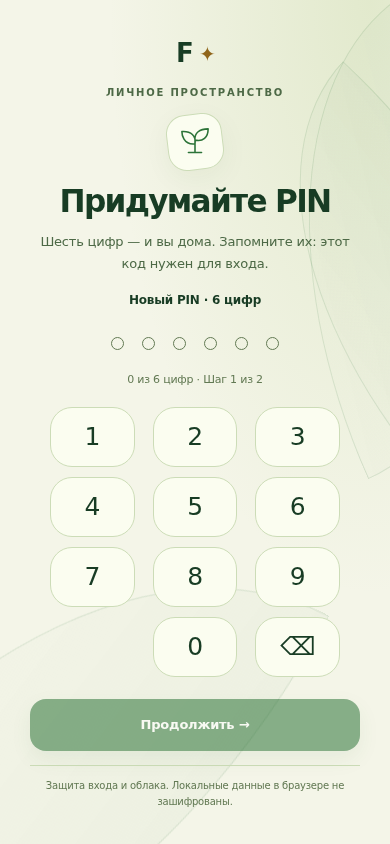 F ✦
ЛИЧНОЕ ПРОСТРАНСТВО
Придумайте PIN
Шесть цифр — и вы дома. Запомните их: этот
код нужен для входа.
Новый PIN · 6 цифр
0 из 6 цифр · Шаг 1 из 2
1 2 3
4 5 6
7 8 9
0 ⌫
Продолжить →
Защита входа и облака. Локальные данные в браузере не
зашифрованы.